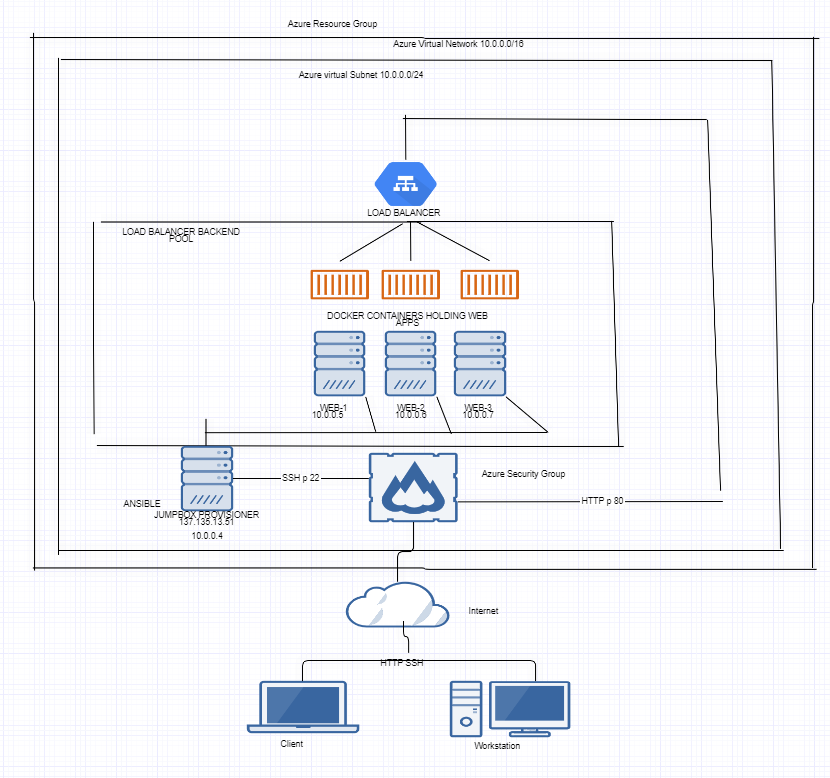 Azure Resource Group
Azure Virtual Network 10.0.0.0/16
Azure virtual Subnet 10.0.0.0/24
LOAD BALANCER
LOAD BALANCER BACKEND
POOL
DOCKER CONTAINERS HOLDING WEB
APPS
WEB-1
10.0.0.5
WEB-2
10.0.0.6
WEB-3
10.0.0.7
SSH p 22
Azure Security Group
HTTP p 80
ANSIBLE
JUMPBOX PROVISIONER
137.135.13.51
10.0.0.4
Internet
HTTP SSH
Client
Workstation